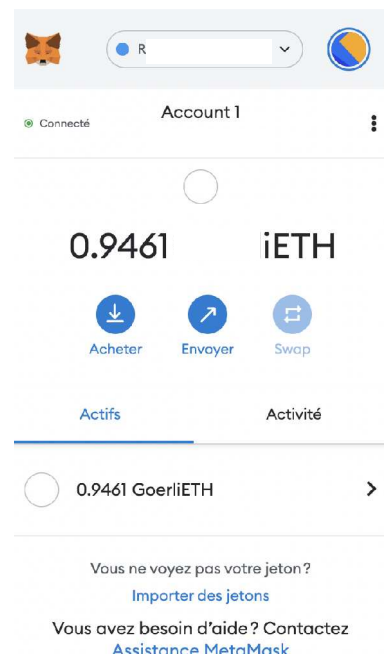 R
Connecté
Account 1
0.9461 iETH
Acheter Envoyer Swap
Actifs Activité
0.9461 GoerliETH
Vous ne voyez pas votre jeton?
Importer des jetons
Vous avez besoin d'aide? Contactez
Assistance MetaMask